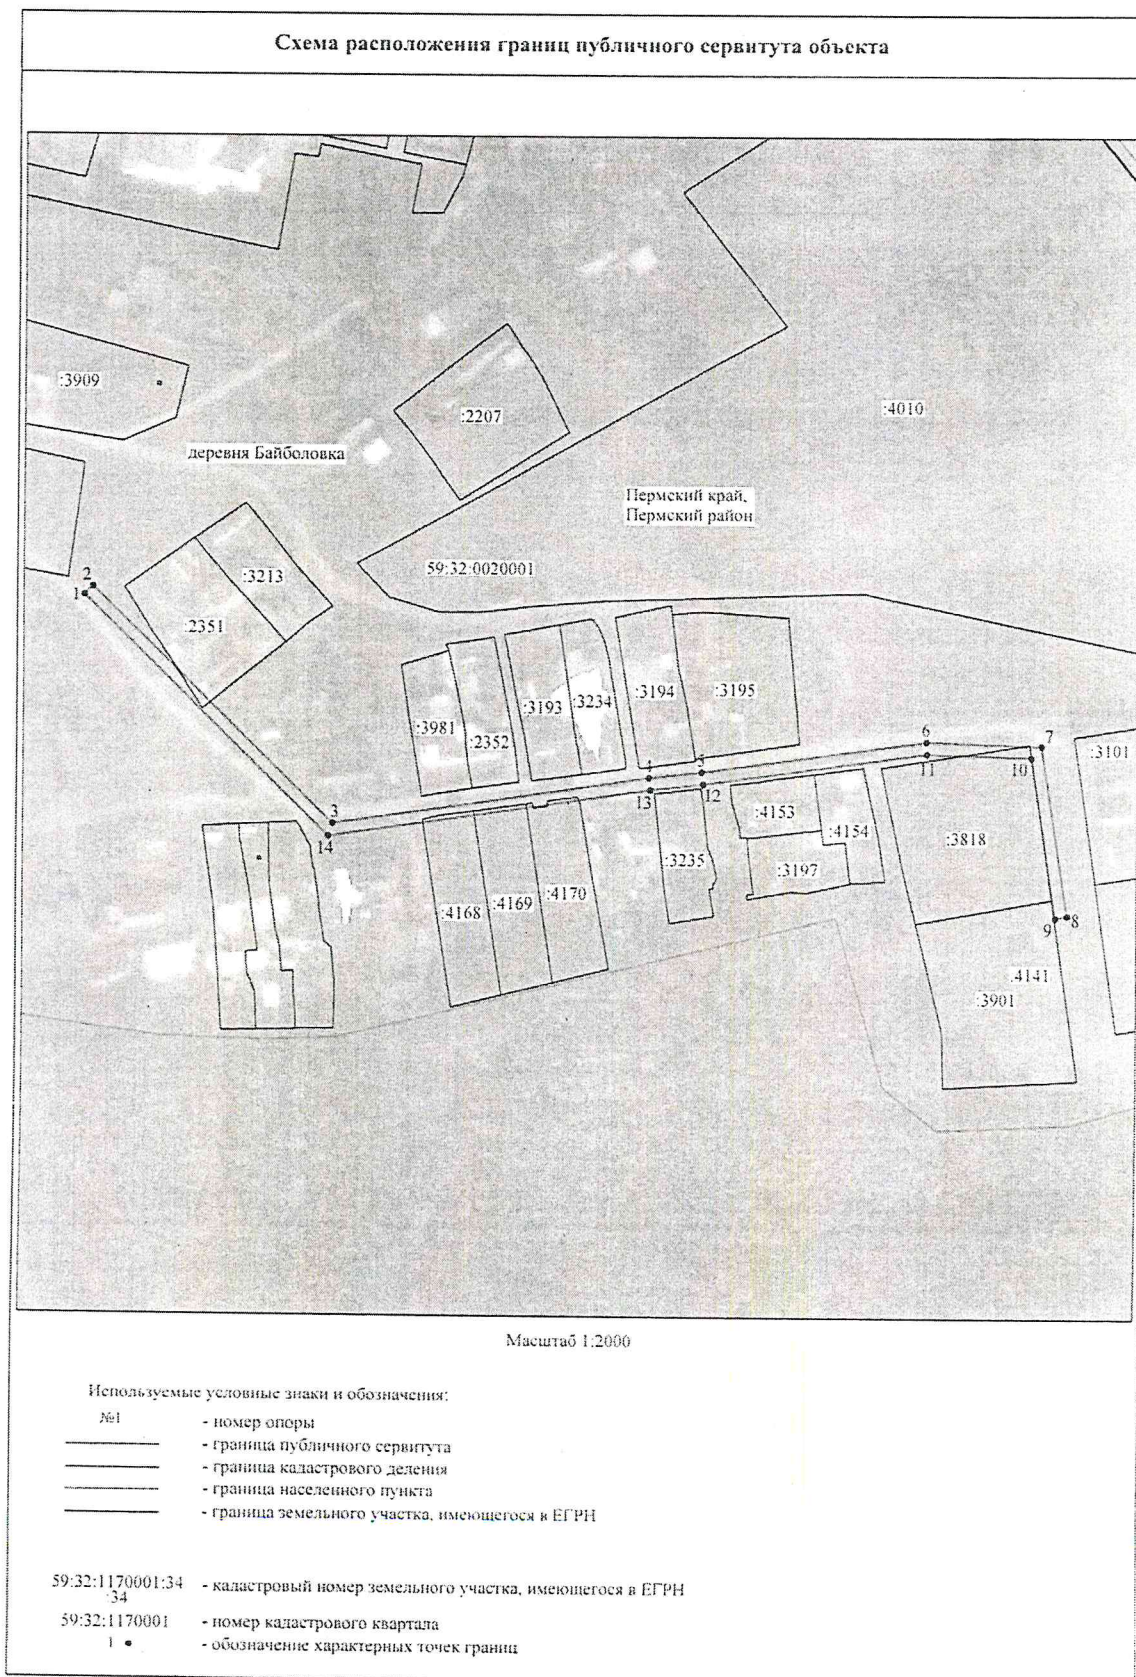 Схема расположения границ публичного сервитута объекта
:3909
:2207
:4010
деревня Байболовка
Пермский край,
Пермский район
59:32:0020001
2
1
:3213
:2351
:3981
:2352
:3193
:3234
:3194
:3195
6
7
:3101
11
10
4
5
13
12
3
14
:4153
:4154
:3818
:3235
:3197
:4168
:4169
:4170
9
8
:4141
:3901
Масштаб 1:2000
Используемые условные знаки и обозначения:
№1 - номер опоры
- граница публичного сервитута
- граница кадастрового деления
- граница населенного пункта
- граница земельного участка, имеющегося в ЕГРН
59:32:1170001:34 - кадастровый номер земельного участка, имеющегося в ЕГРН
:34
59:32:1170001 - номер кадастрового квартала
1 - обозначение характерных точек границ